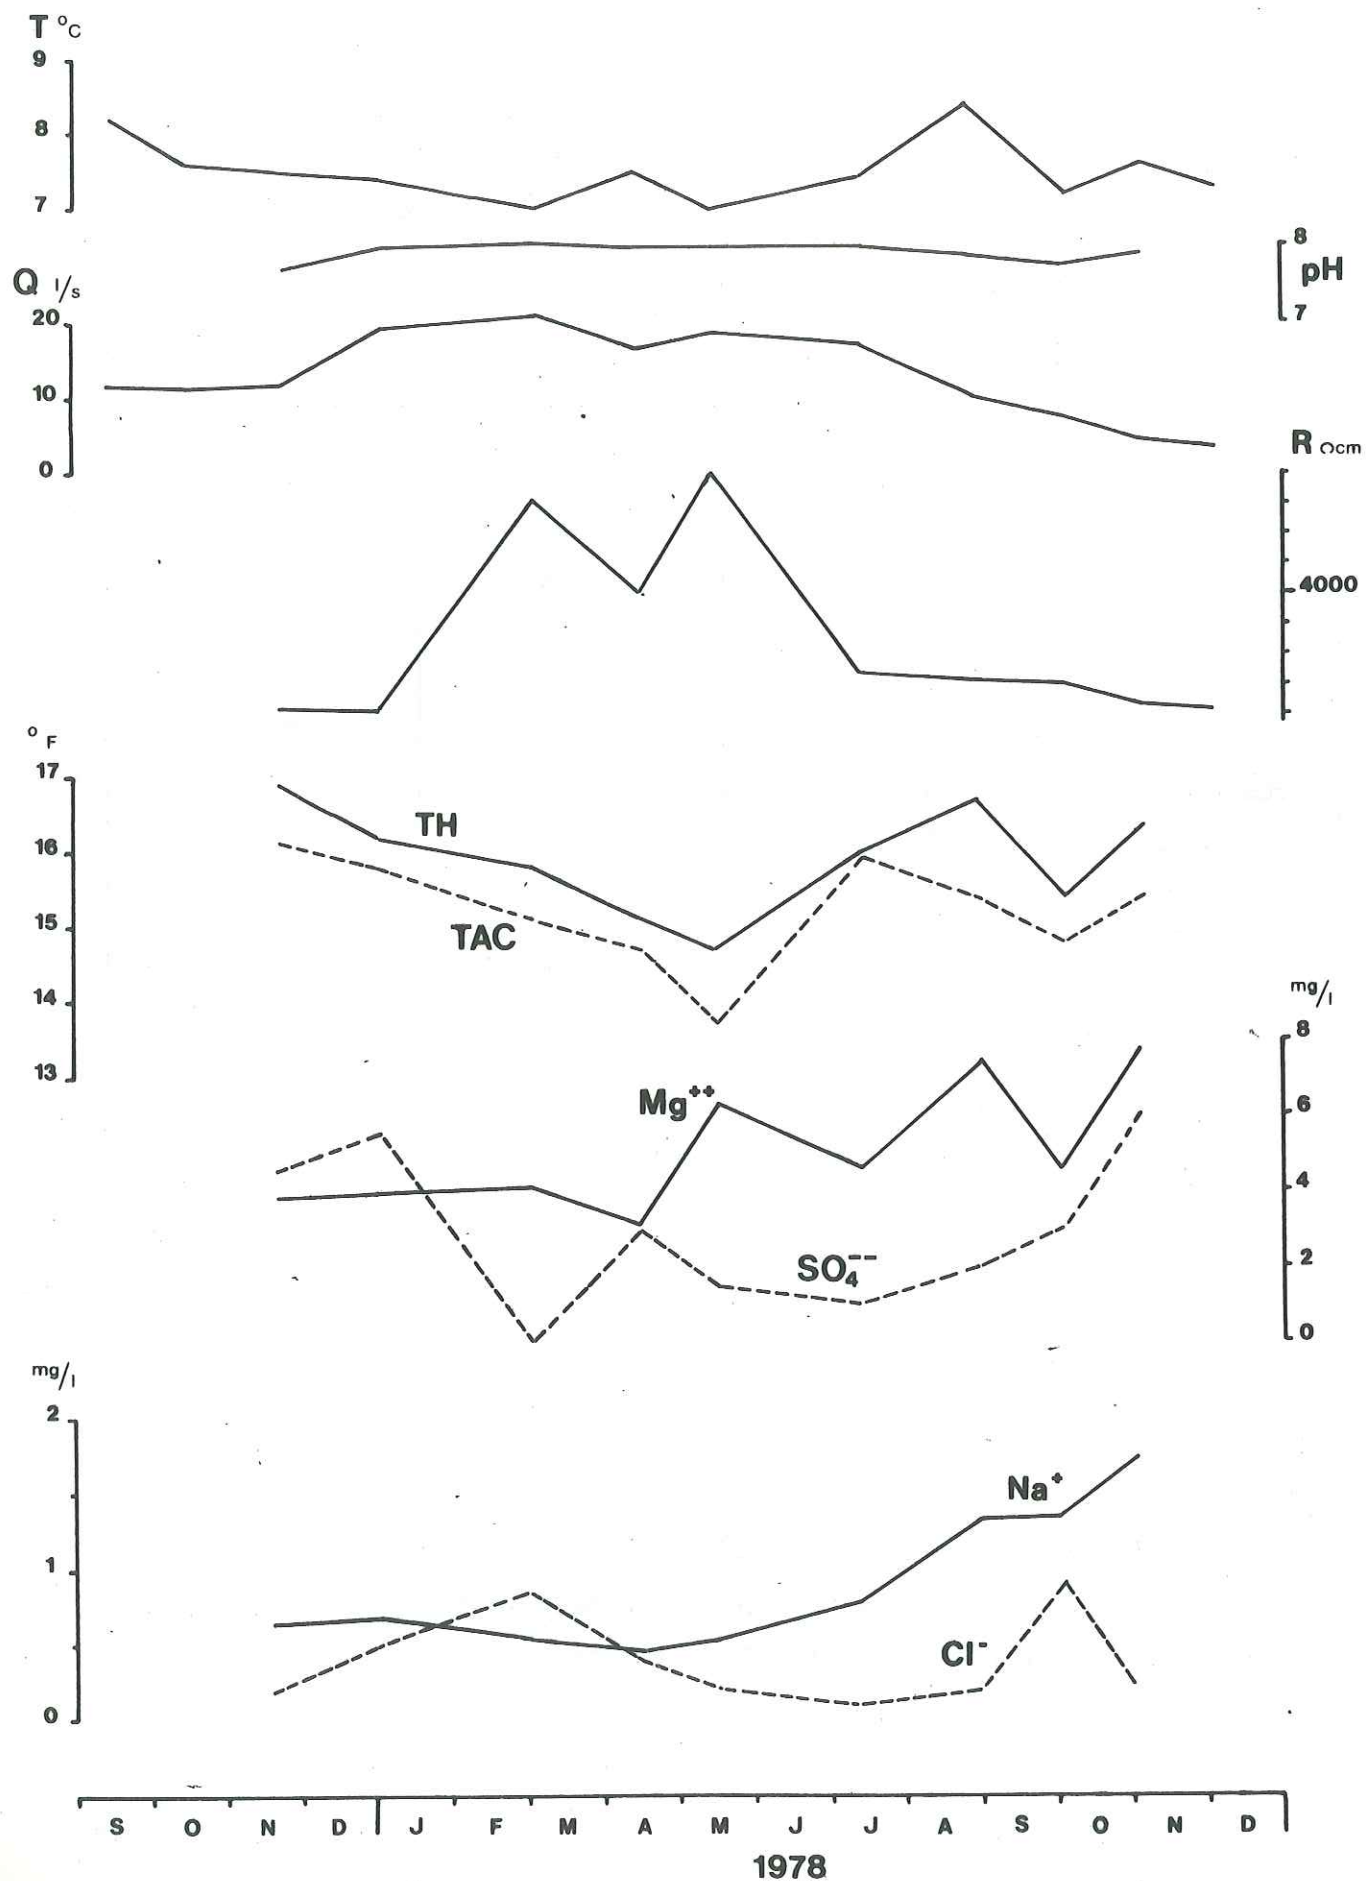 T °C
9
8
7
8
pH
7
Q l/s
20
10
0
R Ωcm
4000
° F
17
16
15
14
13
TH
TAC
mg/l
8
6
4
2
0
Mg++
SO4--
mg/l
2
1
0
Na+
Cl-
S O N D J F M A M J J A S O N D
1978